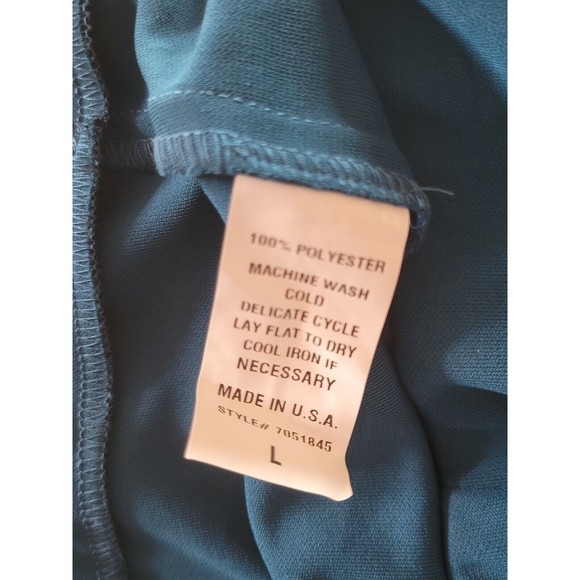 100% POLYESTER
MACHINE WASH
COLD
DELICATE CYCLE
LAY FLAT TO DRY
COOL IRON IF
NECESSARY
MADE IN U.S.A.
STYLE# 7051845
L